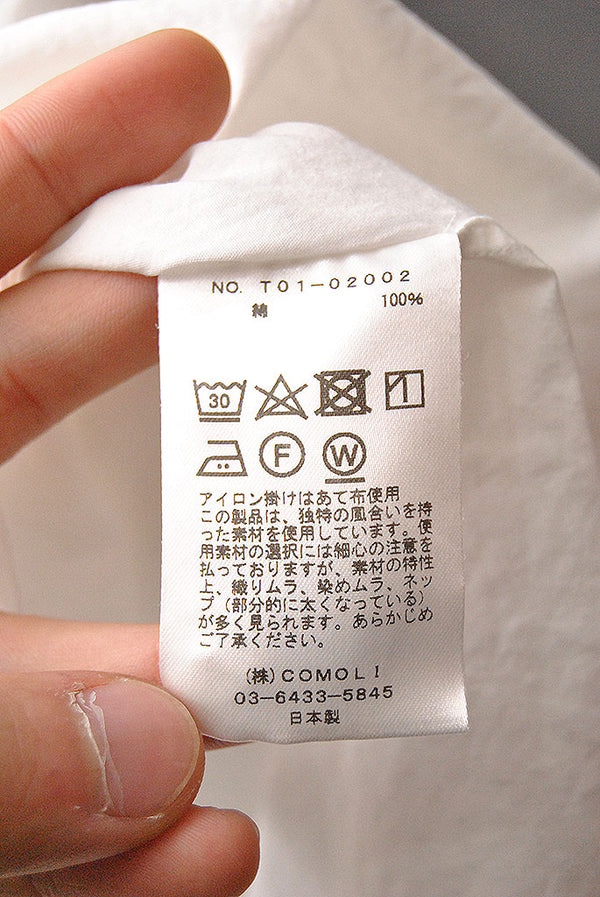 NO. T01-02002
綿 100%
30
F W
アイロン掛けはあて布使用
この製品は、独特の風合いを持
った素材を使用しています。使
用素材の選択には細心の注意を
払っておりますが、素材の特性
上、織りムラ、染めムラ、ネッ
プ（部分的に太くなっている）
が多く見られます。あらかじめ
ご了承ください。
(株)COMOLI
03-6433-5845
日本製